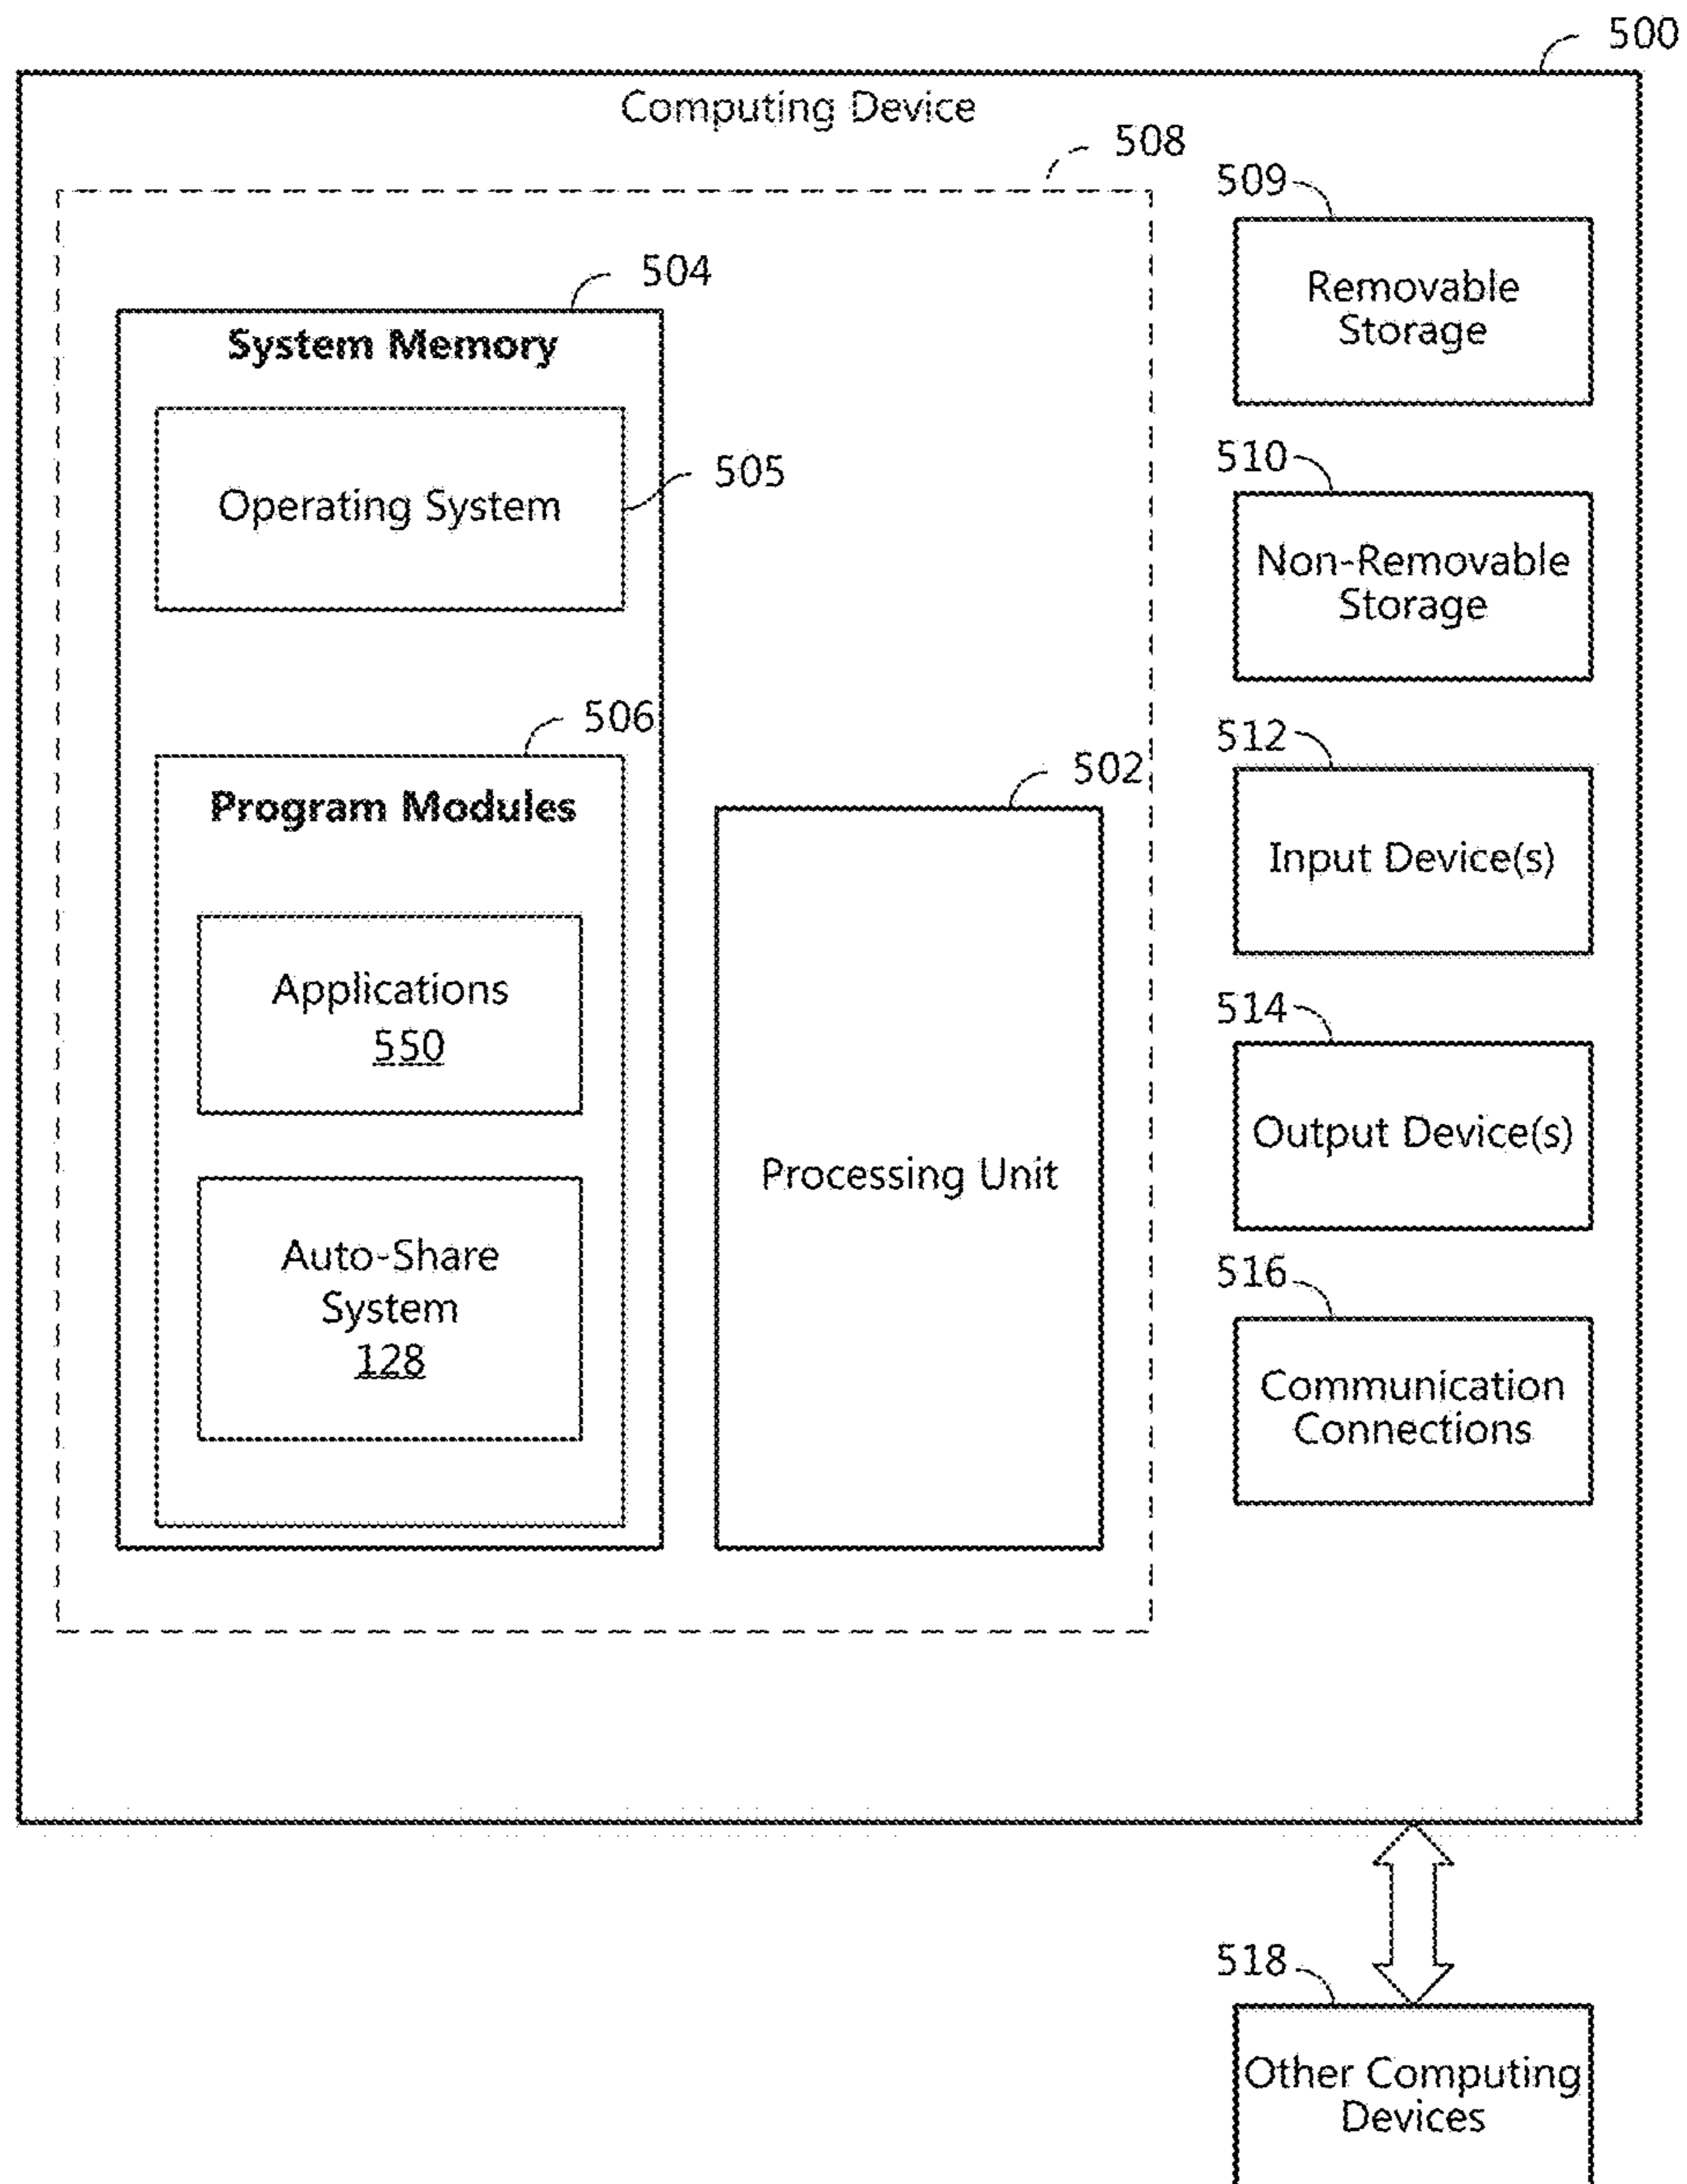 500
Computing Device
508
504
System Memory
Operating System
505
506
Program Modules
Applications
550
Auto-Share
System
128
502
Processing Unit
509
Removable
Storage
510
Non-Removable
Storage
512
Input Device(s)
514
Output Device(s)
516
Communication
Connections
518
Other Computing
Devices